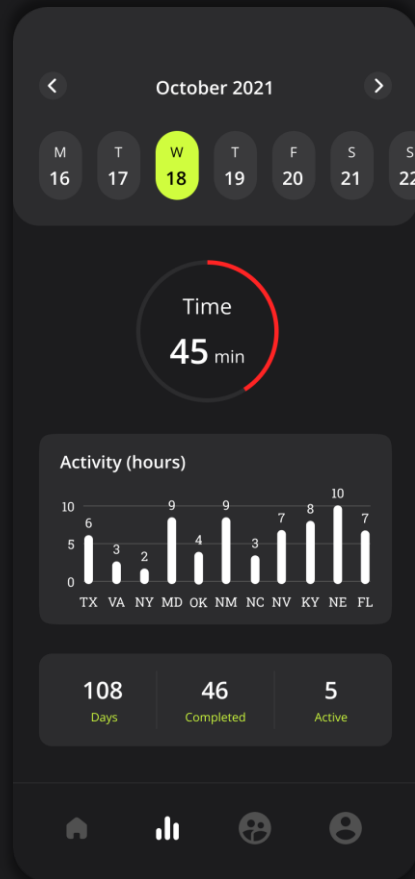 October 2021
M T W T F S S
16 17 18 19 20 21 22
Time
45 min
Activity (hours)
10
5
0
6 3 2 9 4 9 3 7 8 10 7
TX VA NY MD OK NM NC NV KY NE FL
108 46 5
Days Completed Active